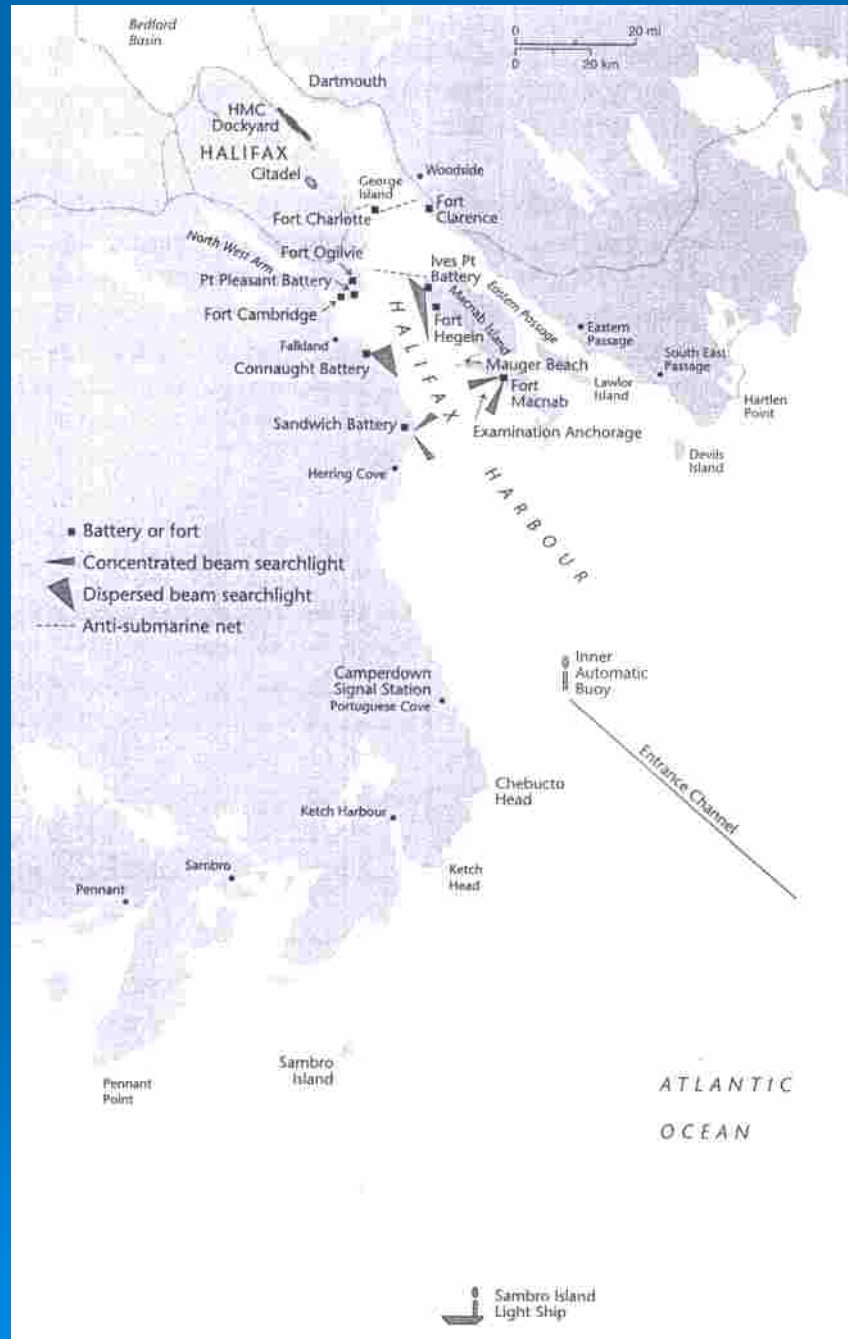 Bedford
Basin
0 20 mi
0 20 km
Dartmouth
HMC
Dockyard
HALIFAX
Citadel
George
Island
Woodside
Fort Charlotte
Fort
Clarence
North West Arm
Fort Ogilvie
Ives Pt
Battery
Pt Pleasant Battery
Fort Cambridge
Macnab Island
Eastern Passage
Fort
Hegein
Eastern
Passage
Falkland
Connaught Battery
Mauger Beach
Fort
Macnab
South East
Passage
Lawlor
Island
Hartlen
Point
Sandwich Battery
Examination Anchorage
Devils
Island
Herring Cove
HALIFAX HARBOUR
Battery or fort
Concentrated beam searchlight
Dispersed beam searchlight
Anti-submarine net
Camperdown
Signal Station
Portuguese Cove
Inner
Automatic
Buoy
Entrance Channel
Chebucto
Head
Ketch Harbour
Sambro
Ketch
Head
Pennant
Sambro
Island
Pennant
Point
ATLANTIC
OCEAN
Sambro Island
Light Ship